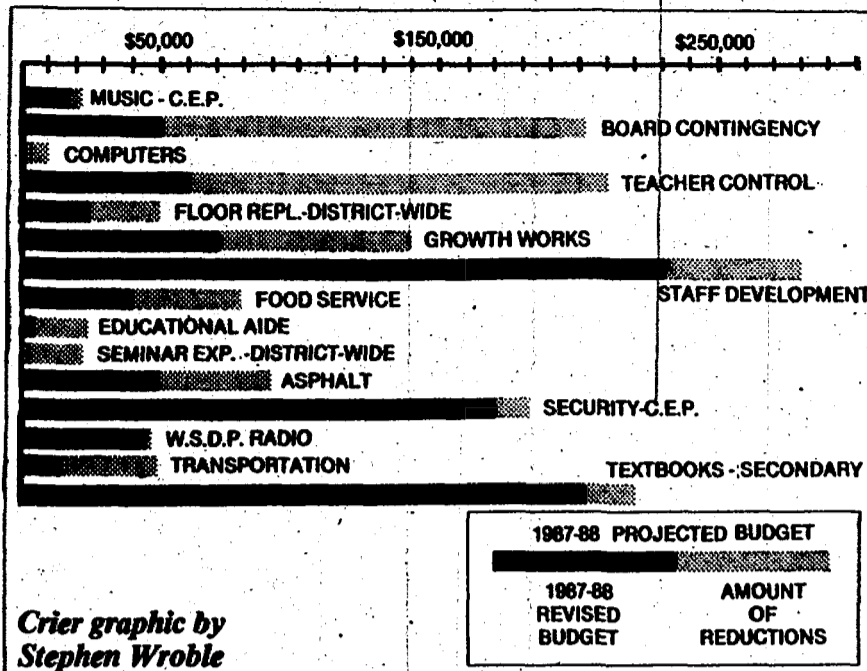 $50,000 $150,000 $250,000
MUSIC - C.E.P.
BOARD CONTINGENCY
COMPUTERS
TEACHER CONTROL
FLOOR REPL.-DISTRICT-WIDE
GROWTH WORKS
STAFF DEVELOPMENT
FOOD SERVICE
EDUCATIONAL AIDE
SEMINAR EXP. -DISTRICT-WIDE
ASPHALT
SECURITY-C.E.P.
W.S.D.P. RADIO
TRANSPORTATION
TEXTBOOKS - SECONDARY
1987-88 PROJECTED BUDGET
1987-88
REVISED
BUDGET
AMOUNT
OF
REDUCTIONS
Crier graphic by
Stephen Wroble